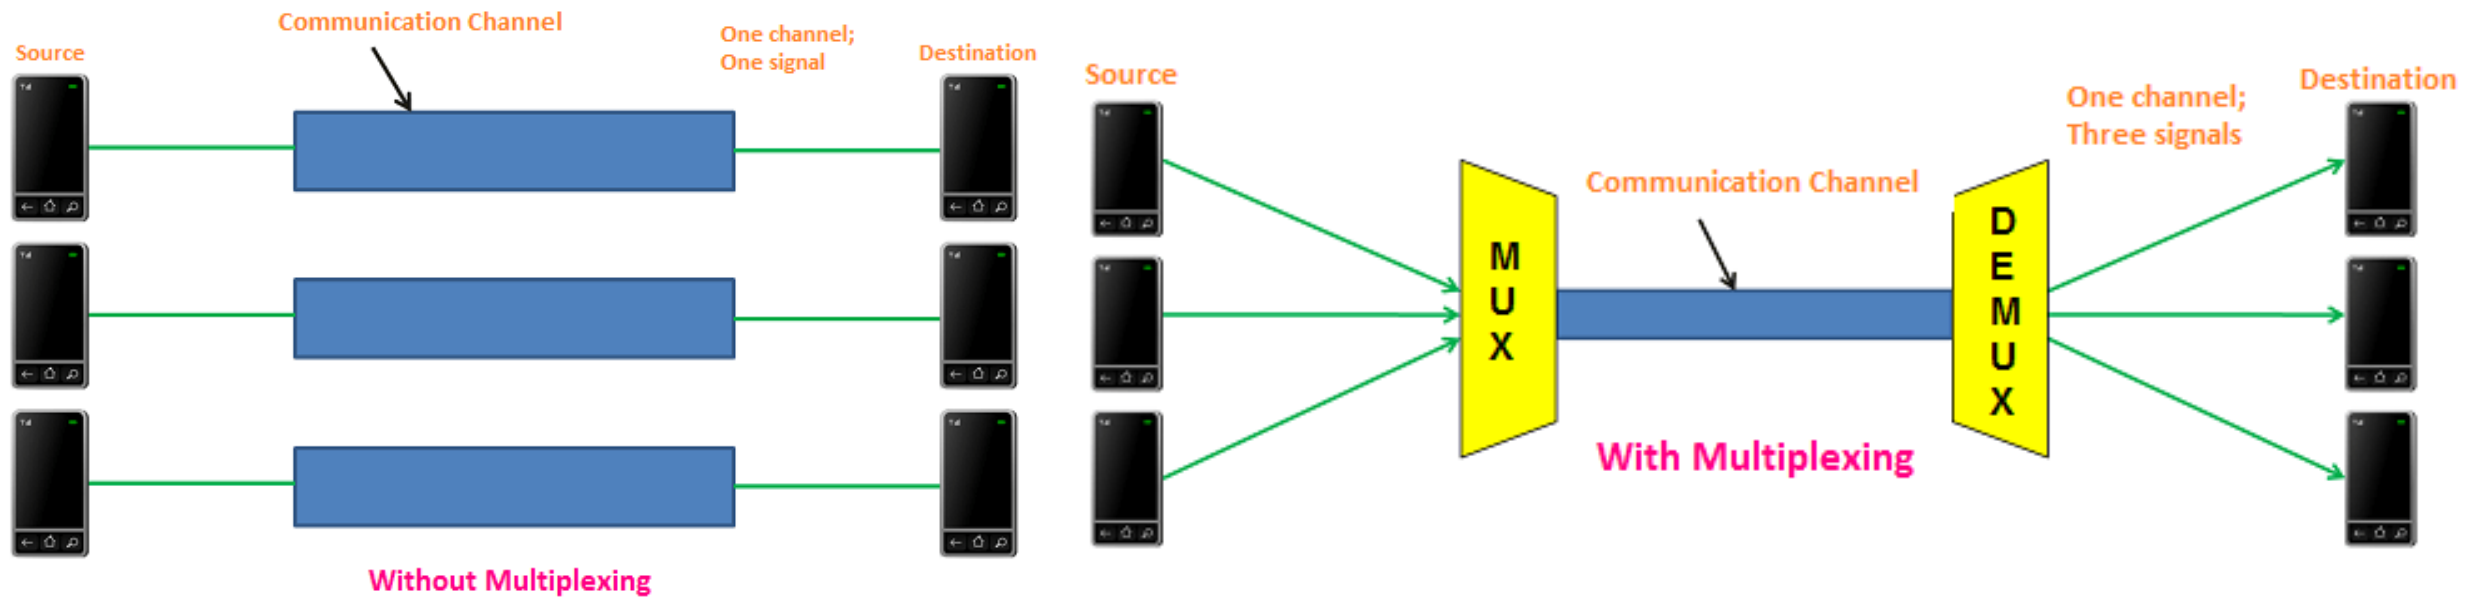 Communication Channel
Source
One channel;
One signal
Destination
Without Multiplexing
Source
Destination
One channel;
Three signals
Communication Channel
M
U
X
D
E
M
U
X
With Multiplexing